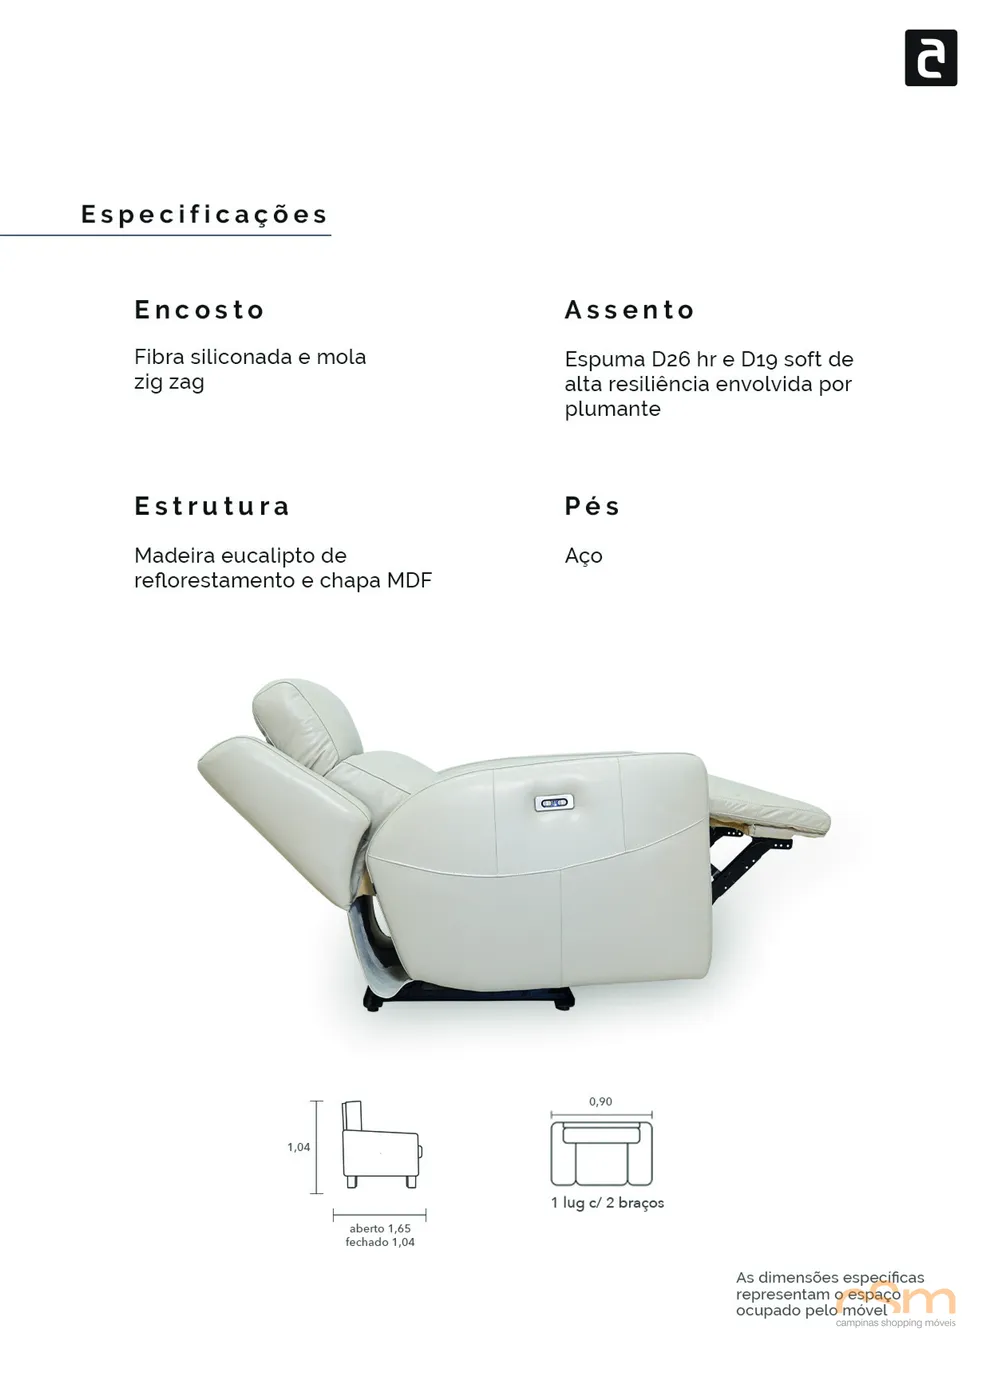 Especificações
Encosto
Fibra siliconada e mola
zig zag
Assento
Espuma D26 hr e D19 soft de
alta resiliência envolvida por
plumante
Estrutura
Madeira eucalipto de
reflorestamento e chapa MDF
Pés
Aço
1,04
aberto 1,65
fechado 1,04
0,90
1 lug c/ 2 braços
As dimensões específicas
representam o espaço
ocupado pelo móvel
csm
campinas shopping móveis